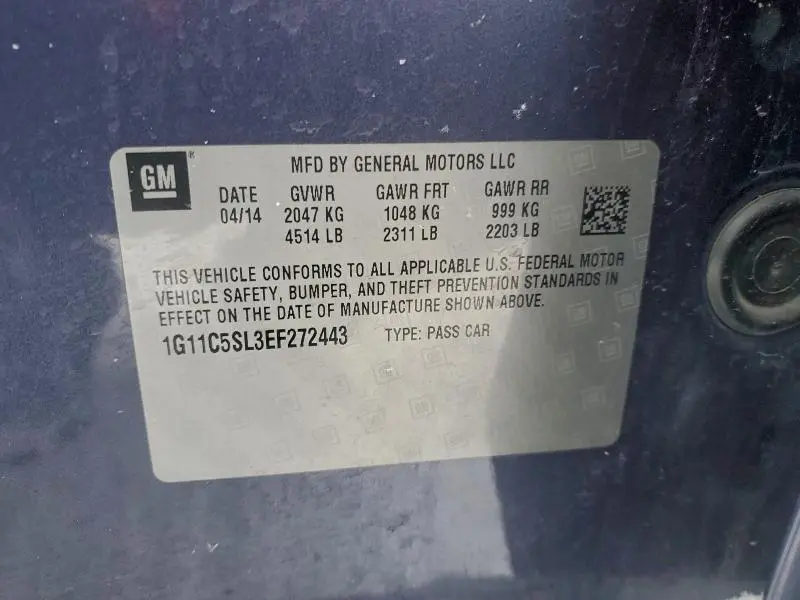 GM
®
MFD BY GENERAL MOTORS LLC
DATE GVWR GAWR FRT GAWR RR
04/14 2047 KG 1048 KG 999 KG
4514 LB 2311 LB 2203 LB
THIS VEHICLE CONFORMS TO ALL APPLICABLE U.S. FEDERAL MOTOR
VEHICLE SAFETY, BUMPER, AND THEFT PREVENTION STANDARDS IN
EFFECT ON THE DATE OF MANUFACTURE SHOWN ABOVE.
1G11C5SL3EF272443 TYPE: PASS CAR